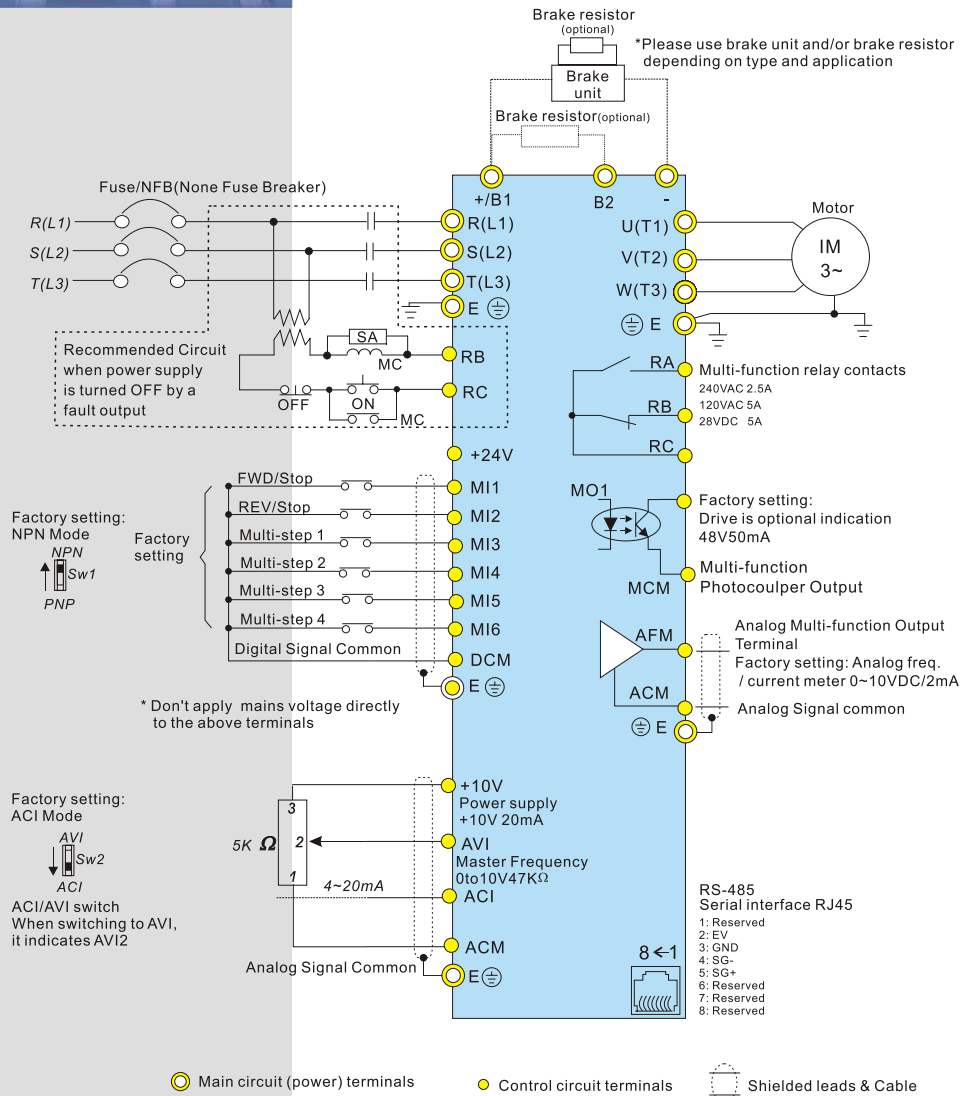 Brake resistor
(optional)
*Please use brake unit and/or brake resistor
depending on type and application
Brake
unit
Brake resistor(optional)
Fuse/NFB(None Fuse Breaker)
+/B1
B2
-
R(L1)
R(L1)
S(L2)
S(L2)
T(L3)
T(L3)
E
U(T1)
V(T2)
W(T3)
E
Motor
IM
3~
Recommended Circuit
when power supply
is turned OFF by a
fault output
SA
MC
RB
OFF
ON
MC
RC
RA
RB
RC
Multi-function relay contacts
240VAC 2.5A
120VAC 5A
28VDC 5A
+24V
Factory setting:
NPN Mode
NPN
Sw1
PNP
Factory
setting
FWD/Stop
MI1
REV/Stop
MI2
Multi-step 1
MI3
Multi-step 2
MI4
Multi-step 3
MI5
Multi-step 4
MI6
Digital Signal Common
DCM
E
* Don't apply mains voltage directly
to the above terminals
MO1
MCM
Factory setting:
Drive is optional indication
48V50mA
Multi-function
Photocoulper Output
AFM
ACM
E
Analog Multi-function Output
Terminal
Factory setting: Analog freq.
/ current meter 0~10VDC/2mA
Analog Signal common
Factory setting:
ACI Mode
AVI
Sw2
ACI
ACI/AVI switch
When switching to AVI,
it indicates AVI2
5K Ω
3
2
1
+10V
Power supply
+10V 20mA
AVI
Master Frequency
0to10V47KΩ
4~20mA
ACI
ACM
Analog Signal Common
E
8←1
RS-485
Serial interface RJ45
1: Reserved
2: EV
3: GND
4: SG-
5: SG+
6: Reserved
7: Reserved
8: Reserved
Main circuit (power) terminals
Control circuit terminals
Shielded leads & Cable